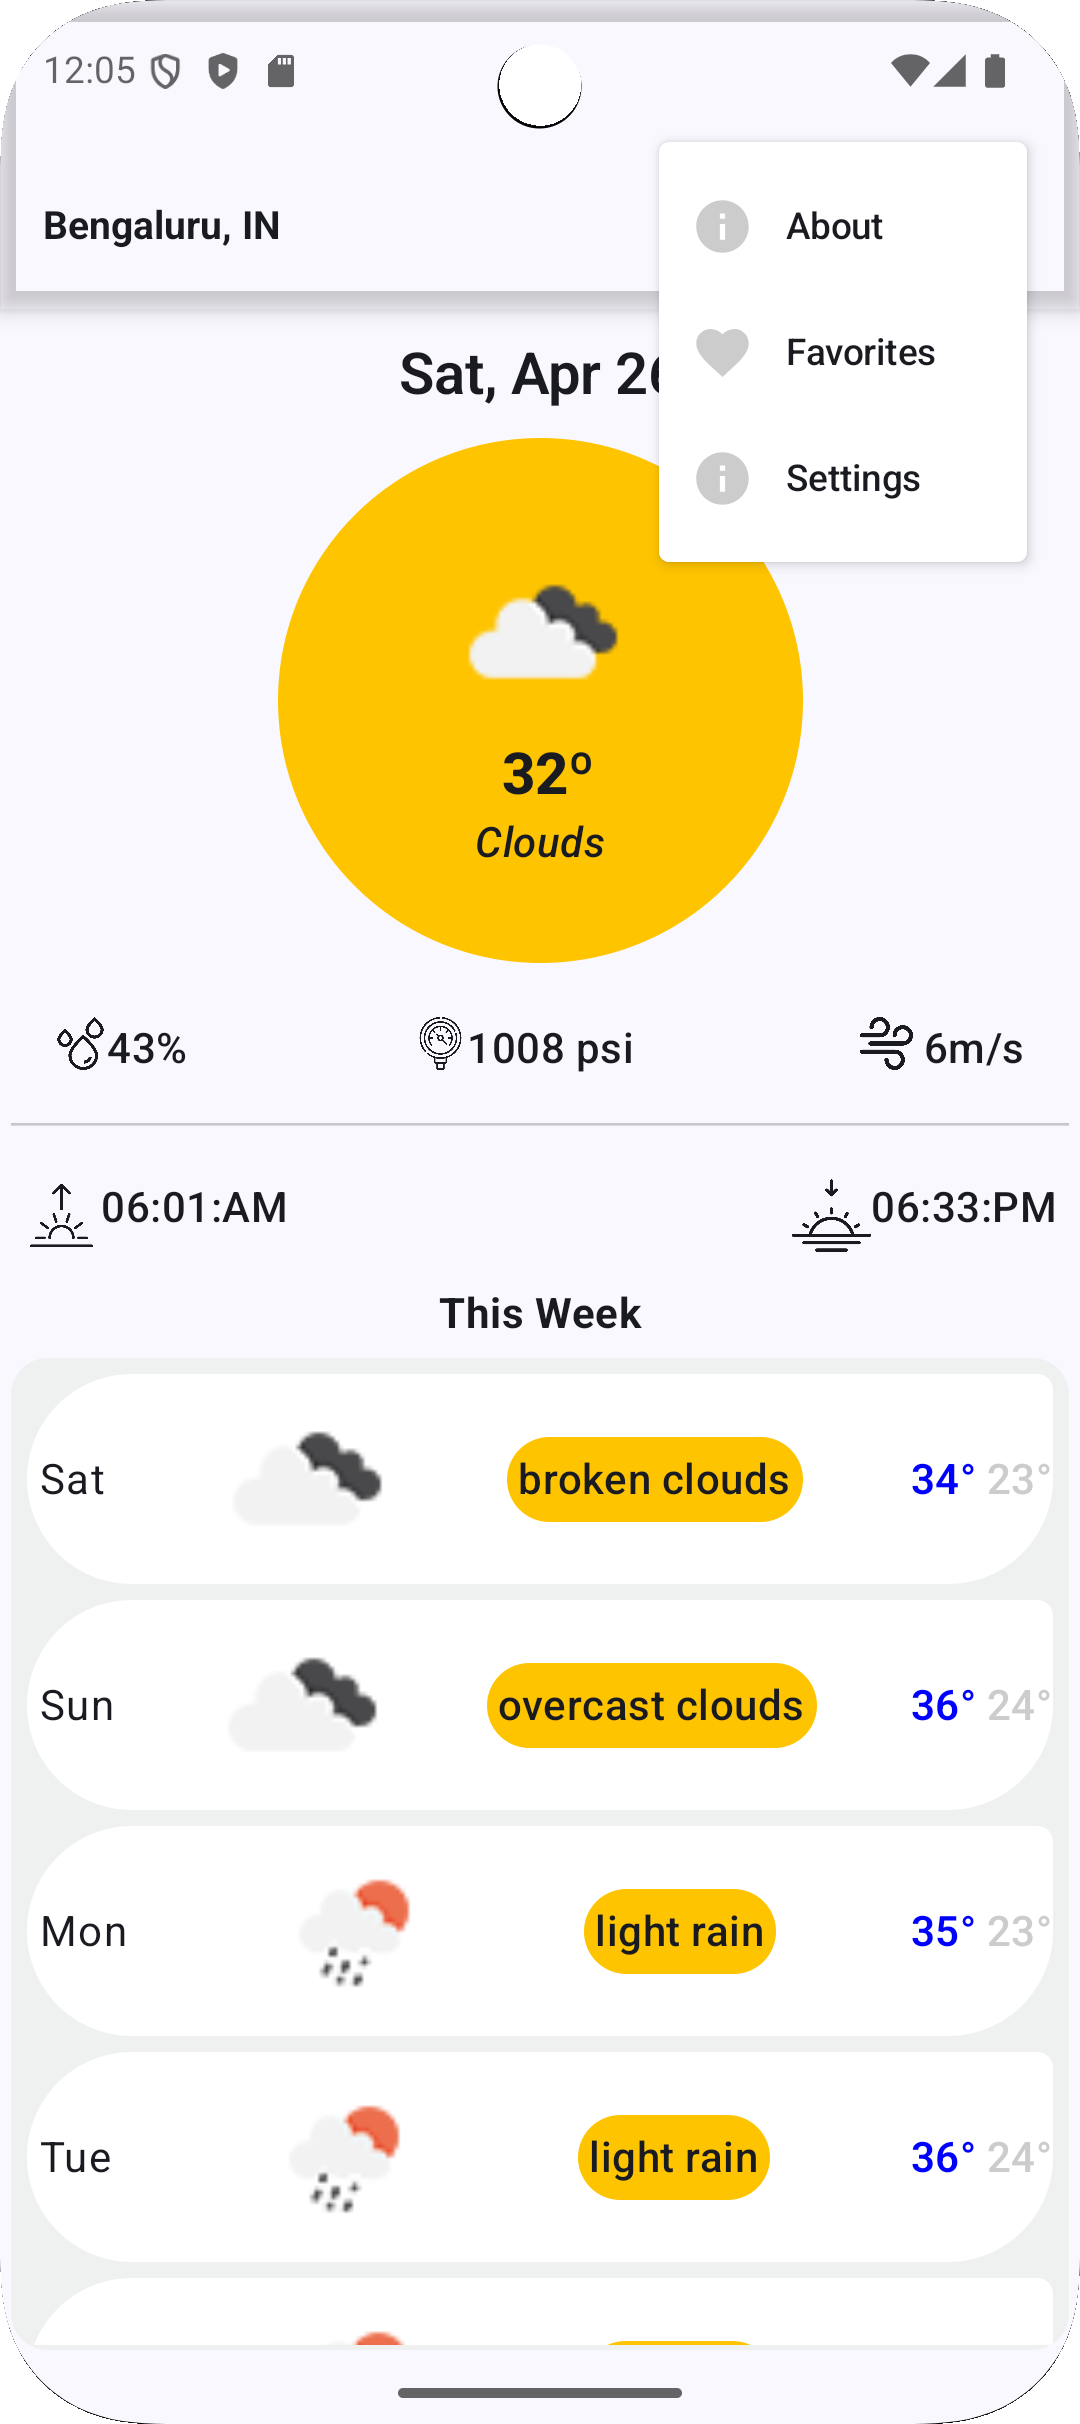 12:05
Bengaluru, IN
About
Favorites
Settings
Sat, Apr 26
32º
Clouds
43% 1008 psi 6m/s
06:01:AM 06:33:PM
This Week
Sat broken clouds 34° 23°
Sun overcast clouds 36° 24°
Mon light rain 35° 23°
Tue light rain 36° 24°